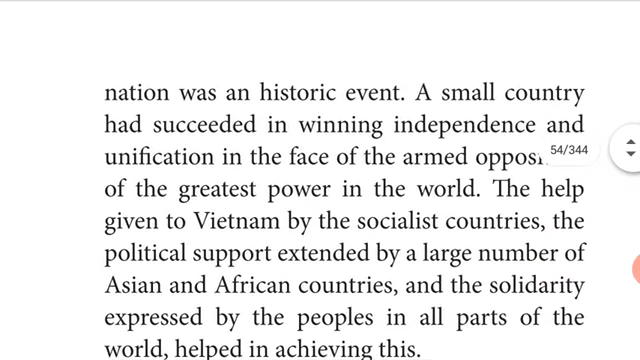 nation was an historic event. A small country
had succeeded in winning independence and
unification in the face of the armed
54/344
of the greatest power in the world. The help
given to Vietnam by the socialist countries, the
political support extended by a large number of
Asian and African countries, and the solidarity
expressed by the peoples in all parts of the
world, helped in achieving this.